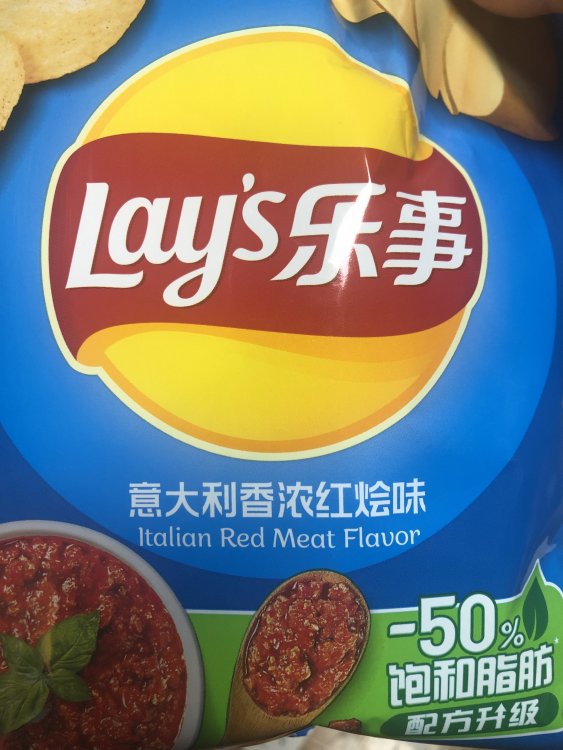 Lay's乐事
意大利香浓红烩味
Italian Red Meat Flavor
-50%
饱和脂肪*
配方升级